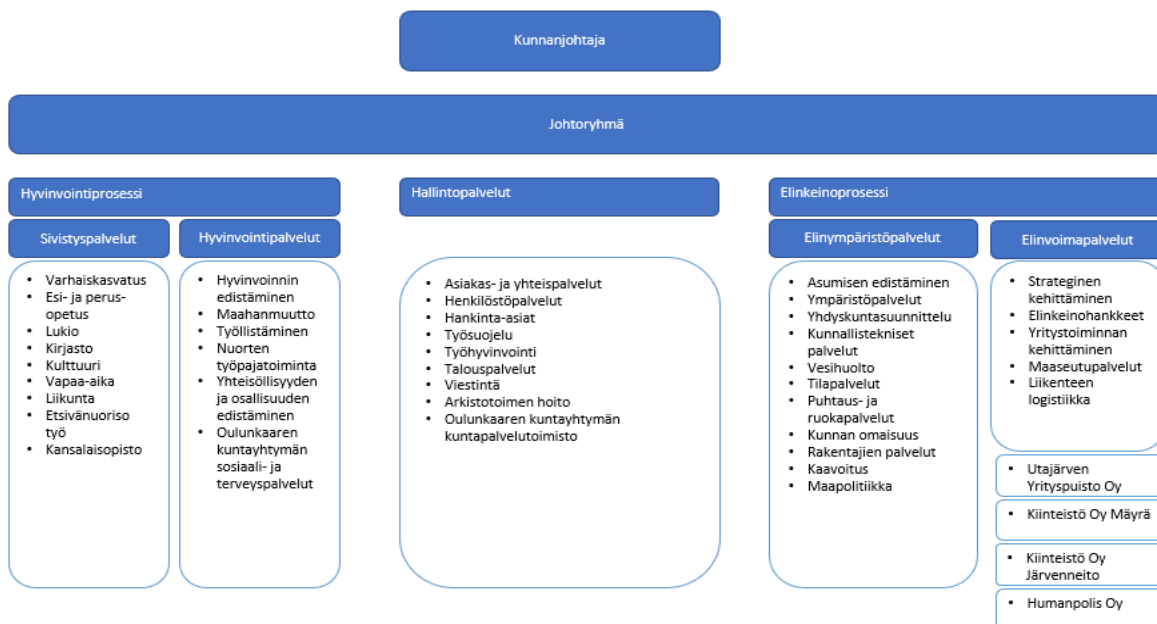 Kunnanjohtaja
Johtoryhmä
Hyvinvointiprosessi
Sivistyspalvelut
• Varhaiskasvatus
• Esi- ja perus-
opetus
• Lukio
• Kirjasto
• Kulttuuri
• Vapaa-aika
• Liikunta
• Etsivänuoriso
työ
• Kansalaisopisto
Hyvinvointipalvelut
• Hyvinvoinnin
edistäminen
• Maahanmuutto
• Työllistäminen
• Nuorten
työpajatoiminta
• Yhteisöllisyyden
ja osallisuuden
edistäminen
• Oulunkaaren
kuntayhtymän
sosiaali- ja
terveyspalvelut
Hallintopalvelut
• Asiakas- ja yhteispalvelut
• Henkilöstöpalvelut
• Hankinta-asiat
• Työsuojelu
• Työhyvinvointi
• Talouspalvelut
• Viestintä
• Arkistotoimen hoito
• Oulunkaaren kuntayhtymän
kuntapalvelutoimisto
Elinkeinoprosessi
Elinympäristöpalvelut
• Asumisen edistäminen
• Ympäristöpalvelut
• Yhdyskuntasuunnittelu
• Kunnallistekniset
palvelut
• Vesihuolto
• Tilapalvelut
• Puhtaus- ja
ruokapalvelut
• Kunnan omaisuus
• Rakentajien palvelut
• Kaavoitus
• Maapolitiikka
Elinvoimapalvelut
• Strateginen
kehittäminen
• Elinkeinohankkeet
• Yritystoiminnan
kehittäminen
• Maaseutupalvelut
• Liikenteen
logistiikka
• Utajärven
Yrityspuisto Oy
• Kiinteistö Oy Mäyrä
• Kiinteistö Oy
Järvenneito
• Humanpolis Oy